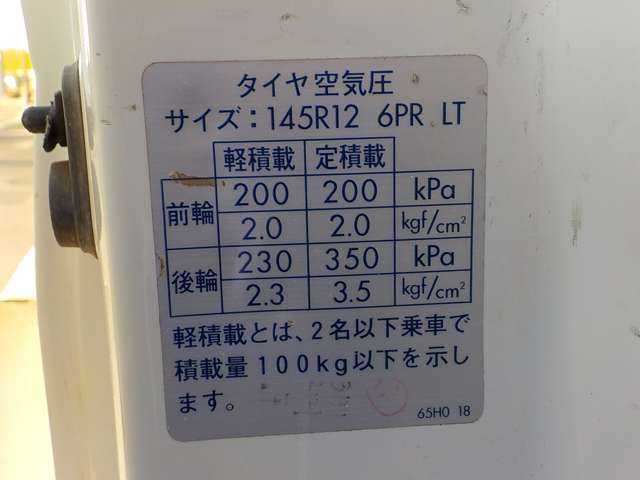 タイヤ空気圧
サイズ：145R12 6PR LT
軽積載 定積載
前輪 200 200 kPa
2.0 2.0 kgf/cm²
後輪 230 350 kPa
2.3 3.5 kgf/cm²
軽積載とは、2名以下乗車で
積載量100kg以下を示し
ます。
65H0 18